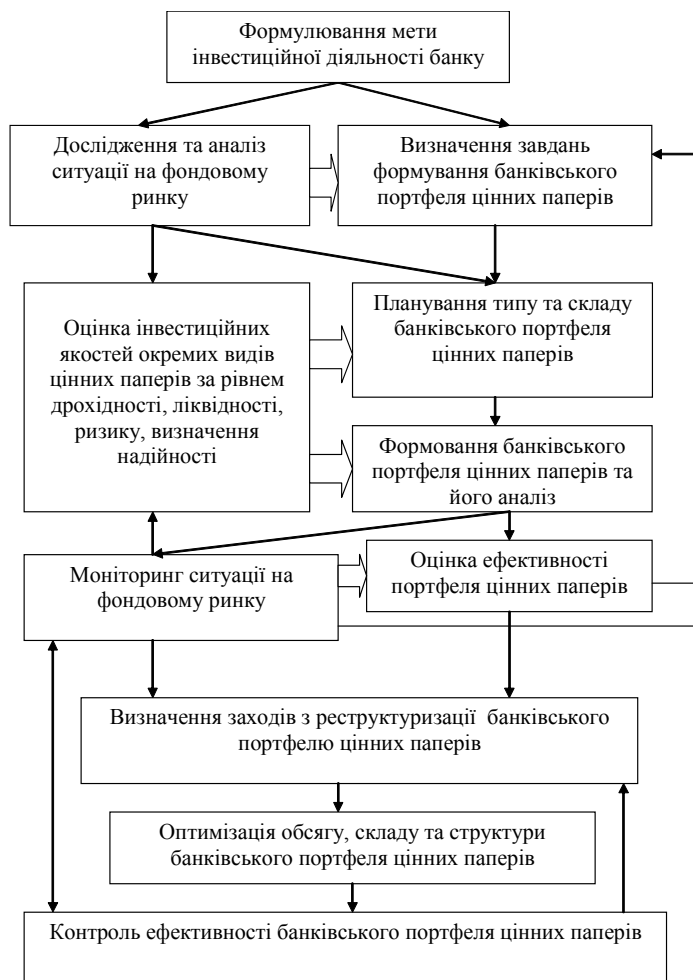 Формулювання мети
інвестиційної діяльності банку
Дослідження та аналіз
ситуації на фондовому
ринку
Визначення завдань
формування банківського
портфеля цінних паперів
Оцінка інвестиційних
якостей окремих видів
цінних паперів за рівнем
дрохідності, ліквідності,
ризику, визначення
надійності
Планування типу та складу
банківського портфеля
цінних паперів
Формовання банківського
портфеля цінних паперів та
його аналіз
Моніторинг ситуації на
фондовому ринку
Оцінка ефективності
портфеля цінних паперів
Визначення заходів з реструктуризації банківського
портфелю цінних паперів
Оптимізація обсягу, складу та структури
банківського портфеля цінних паперів
Контроль ефективності банківського портфеля цінних паперів